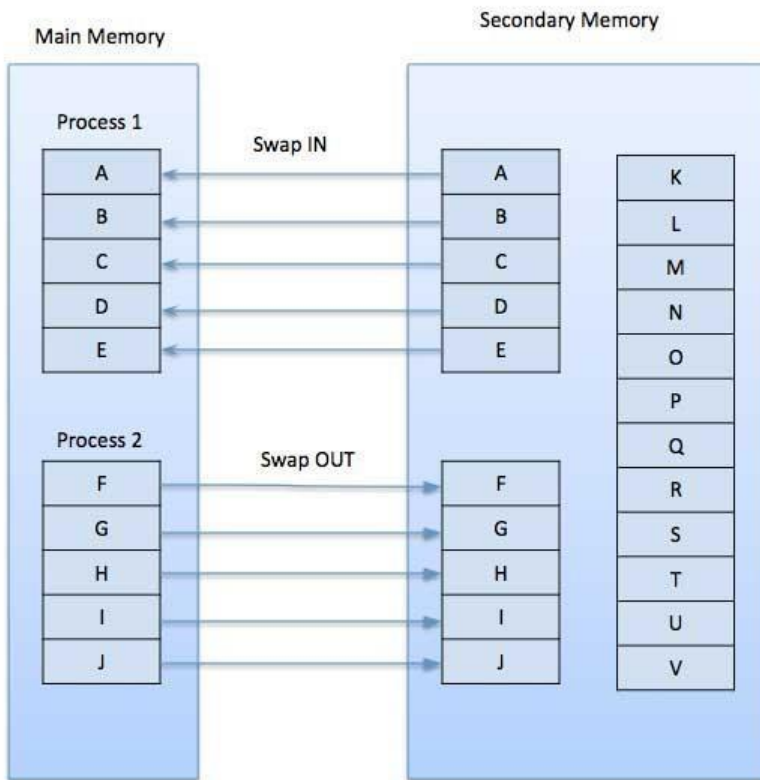 Main Memory
Secondary Memory
Process 1
Swap IN
A
B
C
D
E
A
B
C
D
E
Process 2
Swap OUT
F
G
H
I
J
F
G
H
I
J
K
L
M
N
O
P
Q
R
S
T
U
V